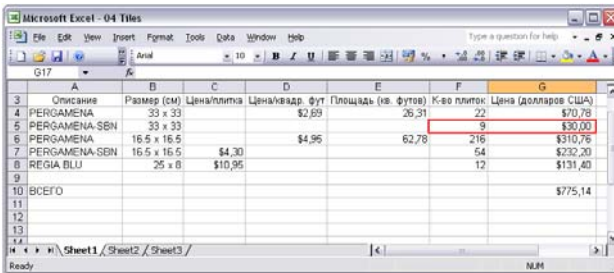 Microsoft Excel - 04 Tiles
File Edit View Insert Format Tools Data Window Help Type a question for help
Arial 10 B I U
G17 fx
A B C D E F G
3 Описание Размер (см) Цена/плитка Цена/квадр. фут Площадь (кв. футов) К-во плиток Цена (долларов США)
4 PERGAMENA 33 x 33 $2,69 26,31 22 $70,78
5 PERGAMENA-SBN 33 x 33 9 $30,00
6 PERGAMENA 16.5 x 16.5 $4,95 62,78 216 $310,76
7 PERGAMENA-SBN 16.5 x 16.5 $4,30 54 $232,20
8 REGIA BLU 25 x 8 $10,95 12 $131,40
9
10 ВСЕГО $775,14
11
12
13
14
Sheet1 / Sheet2 / Sheet3 /
Ready NUM